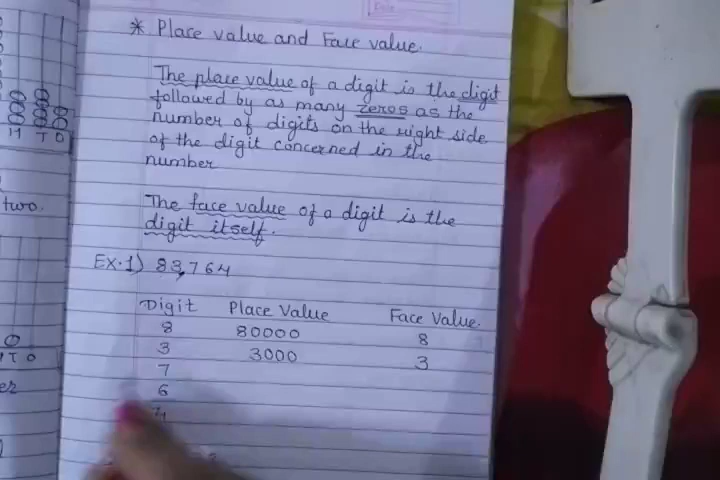 Date
* Place value and Face value.
The place value of a digit is the digit
followed by as many zeros as the
number of digits on the right side
of the digit concerned in the
number
The face value of a digit is the
digit itself.
Ex.1) 83,764
Digit Place Value Face Value.
8 80000 8
3 3000 3
7
6
4
H T O
two.
T O
er